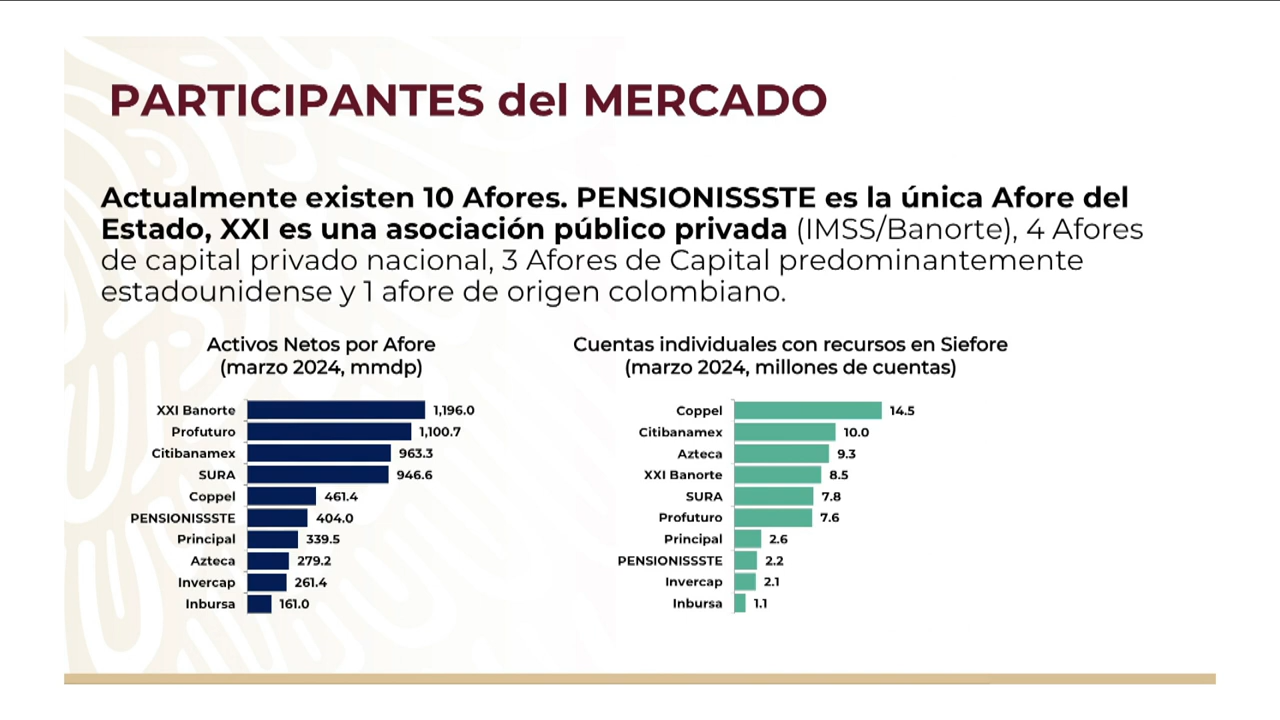 PARTICIPANTES del MERCADO
Actualmente existen 10 Afores. PENSIONISSSTE es la única Afore del
Estado, XXI es una asociación público privada (IMSS/Banorte), 4 Afores
de capital privado nacional, 3 Afores de Capital predominantemente
estadounidense y 1 afore de origen colombiano.
Activos Netos por Afore
(marzo 2024, mmdp)
XXI Banorte 1,196.0
Profuturo 1,100.7
Citibanamex 963.3
SURA 946.6
Coppel 461.4
PENSIONISSSTE 404.0
Principal 339.5
Azteca 279.2
Invercap 261.4
Inbursa 161.0
Cuentas individuales con recursos en Siefore
(marzo 2024, millones de cuentas)
Coppel 14.5
Citibanamex 10.0
Azteca 9.3
XXI Banorte 8.5
SURA 7.8
Profuturo 7.6
Principal 2.6
PENSIONISSSTE 2.2
Invercap 2.1
Inbursa 1.1